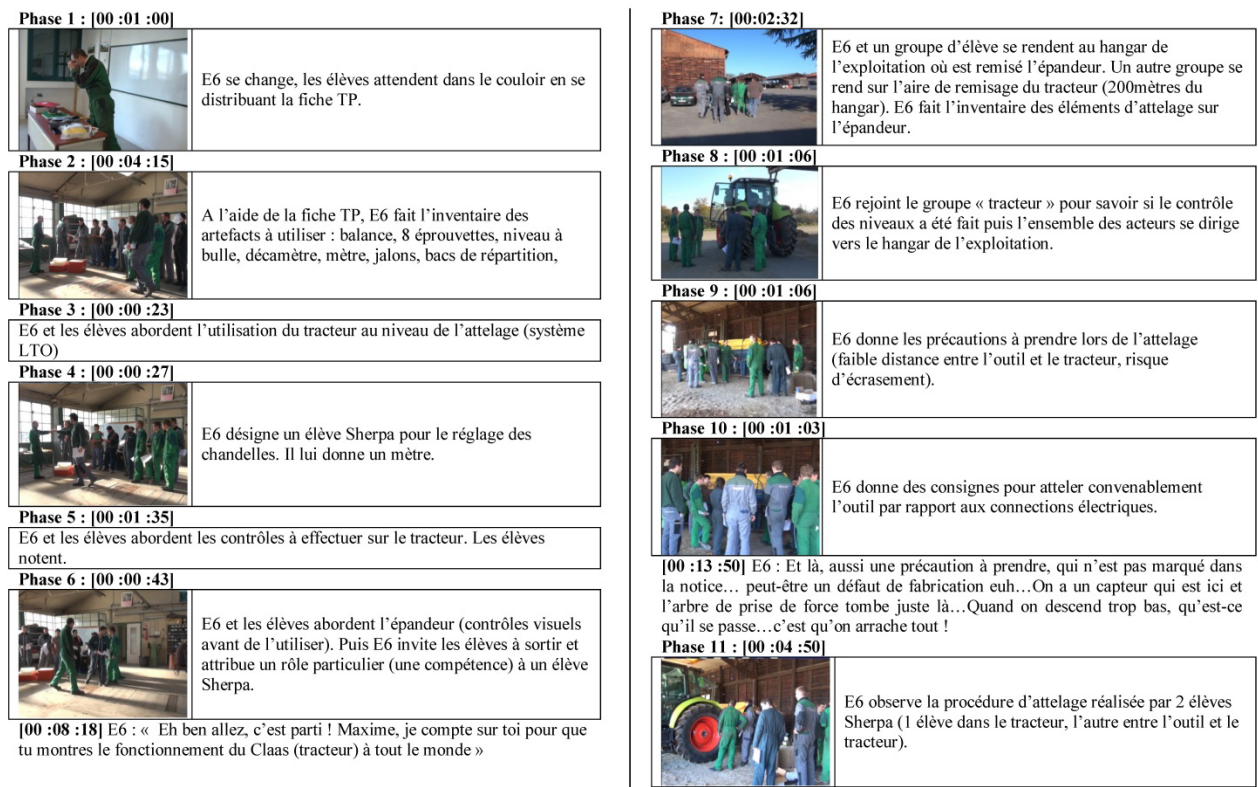 Phase 1 : [00 :01 :00]
E6 se change, les élèves attendent dans le couloir en se
distribuant la fiche TP.
Phase 2 : [00 :04 :15]
A l’aide de la fiche TP, E6 fait l’inventaire des
artefacts à utiliser : balance, 8 éprouvettes, niveau à
bulle, décamètre, mètre, jalons, bacs de répartition,
Phase 3 : [00 :00 :23]
E6 et les élèves abordent l’utilisation du tracteur au niveau de l’attelage (système
LTO)
Phase 4 : [00 :00 :27]
E6 désigne un élève Sherpa pour le réglage des
chandelles. Il lui donne un mètre.
Phase 5 : [00 :01 :35]
E6 et les élèves abordent les contrôles à effectuer sur le tracteur. Les élèves
notent.
Phase 6 : [00 :00 :43]
E6 et les élèves abordent l’épandeur (contrôles visuels
avant de l’utiliser). Puis E6 invite les élèves à sortir et
attribue un rôle particulier (une compétence) à un élève
Sherpa.
[00 :08 :18] E6 : « Eh ben allez, c’est parti ! Maxime, je compte sur toi pour que
tu montres le fonctionnement du Claas (tracteur) à tout le monde »
Phase 7: [00:02:32]
E6 et un groupe d’élève se rendent au hangar de
l’exploitation où est remisé l’épandeur. Un autre groupe se
rend sur l’aire de remisage du tracteur (200mètres du
hangar). E6 fait l’inventaire des éléments d’attelage sur
l’épandeur.
Phase 8 : [00 :01 :06]
E6 rejoint le groupe « tracteur » pour savoir si le contrôle
des niveaux a été fait puis l’ensemble des acteurs se dirige
vers le hangar de l’exploitation.
Phase 9 : [00 :01 :06]
E6 donne les précautions à prendre lors de l’attelage
(faible distance entre l’outil et le tracteur, risque
d’écrasement).
Phase 10 : [00 :01 :03]
E6 donne des consignes pour atteler convenablement
l’outil par rapport aux connections électriques.
[00 :13 :50] E6 : Et là, aussi une précaution à prendre, qui n’est pas marqué dans
la notice… peut-être un défaut de fabrication euh…On a un capteur qui est ici et
l’arbre de prise de force tombe juste là…Quand on descend trop bas, qu’est-ce
qu’il se passe…c’est qu’on arrache tout !
Phase 11 : [00 :04 :50]
E6 observe la procédure d’attelage réalisée par 2 élèves
Sherpa (1 élève dans le tracteur, l’autre entre l’outil et le
tracteur).